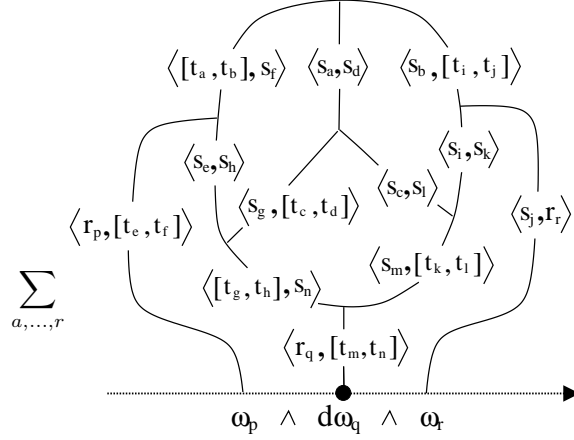 ⟨[t_a , t_b], s_f⟩ ⟨s_a, s_d⟩ ⟨s_b, [t_i , t_j]⟩
⟨s_e, s_h⟩ ⟨s_i, s_k⟩
⟨r_p, [t_e , t_f]⟩ ⟨s_g, [t_c , t_d]⟩ ⟨s_c, s_l⟩ ⟨s_j, r_r⟩
∑ ⟨[t_g , t_h], s_n⟩ ⟨s_m, [t_k , t_l]⟩
a,...,r
⟨r_q, [t_m, t_n]⟩
ω_p ∧ dω_q ∧ ω_r